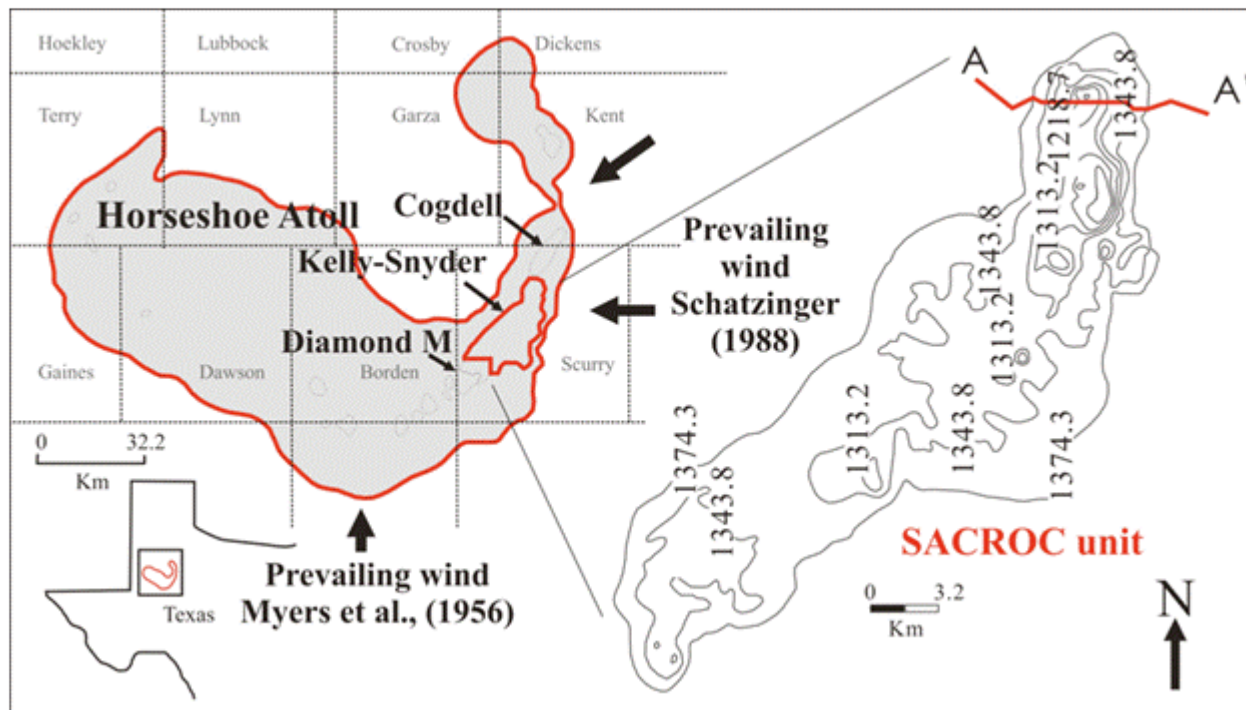 Hoekley
Lubbock
Crosby
Dickens
Terry
Lynn
Garza
Kent
Horseshoe Atoll
Cogdell
Kelly-Snyder
Diamond M
Gaines
Dawson
Borden
Scurry
Prevailing
wind
Schatzinger
(1988)
0 32.2
Km
Texas
Prevailing wind
Myers et al., (1956)
A
A'
1218.7
1343.8
1313.2
1343.8
1313.2
1313.2
1343.8
1374.3
1374.3
1343.8
SACROC unit
0 3.2
Km
N